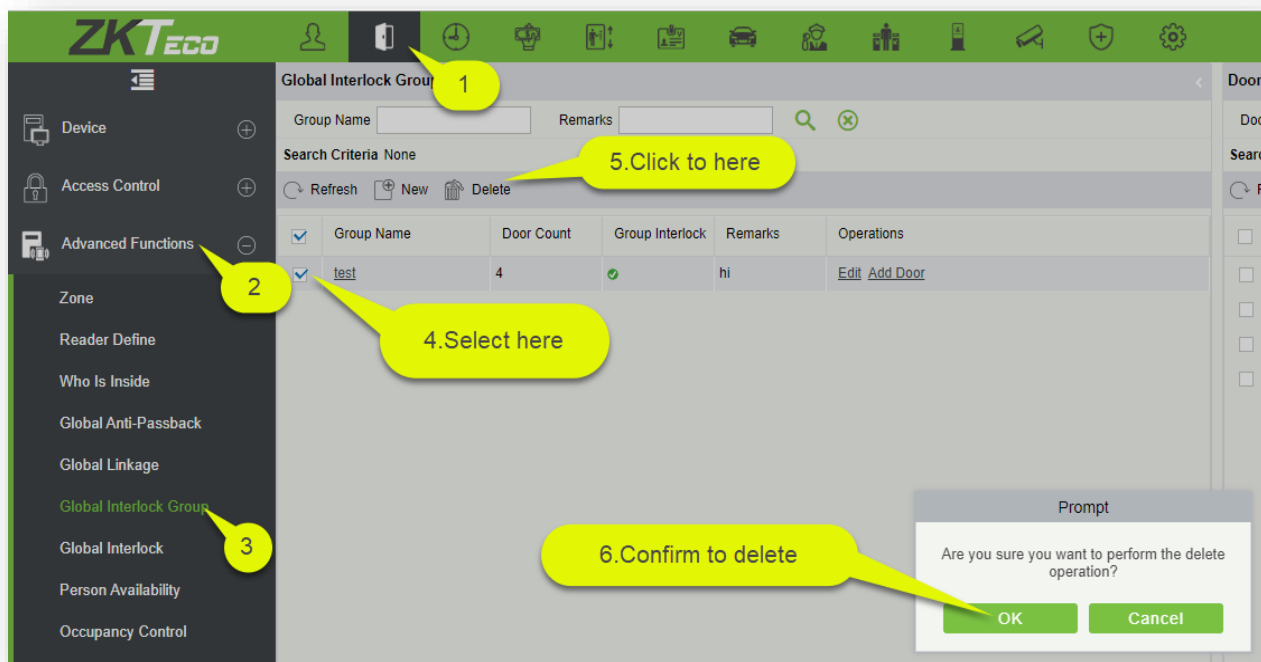 ZKTECO
1
Global Interlock Grou
Door
Device
Group Name
Remarks
Doo
Search Criteria None
5.Click to here
Sear
Access Control
Refresh New Delete
Advanced Functions
Group Name Door Count Group Interlock Remarks Operations
2
test 4 hi Edit Add Door
Zone
4.Select here
Reader Define
Who Is Inside
Global Anti-Passback
Global Linkage
Global Interlock Group
Prompt
3
Global Interlock
6.Confirm to delete
Are you sure you want to perform the delete
operation?
Person Availability
OK Cancel
Occupancy Control